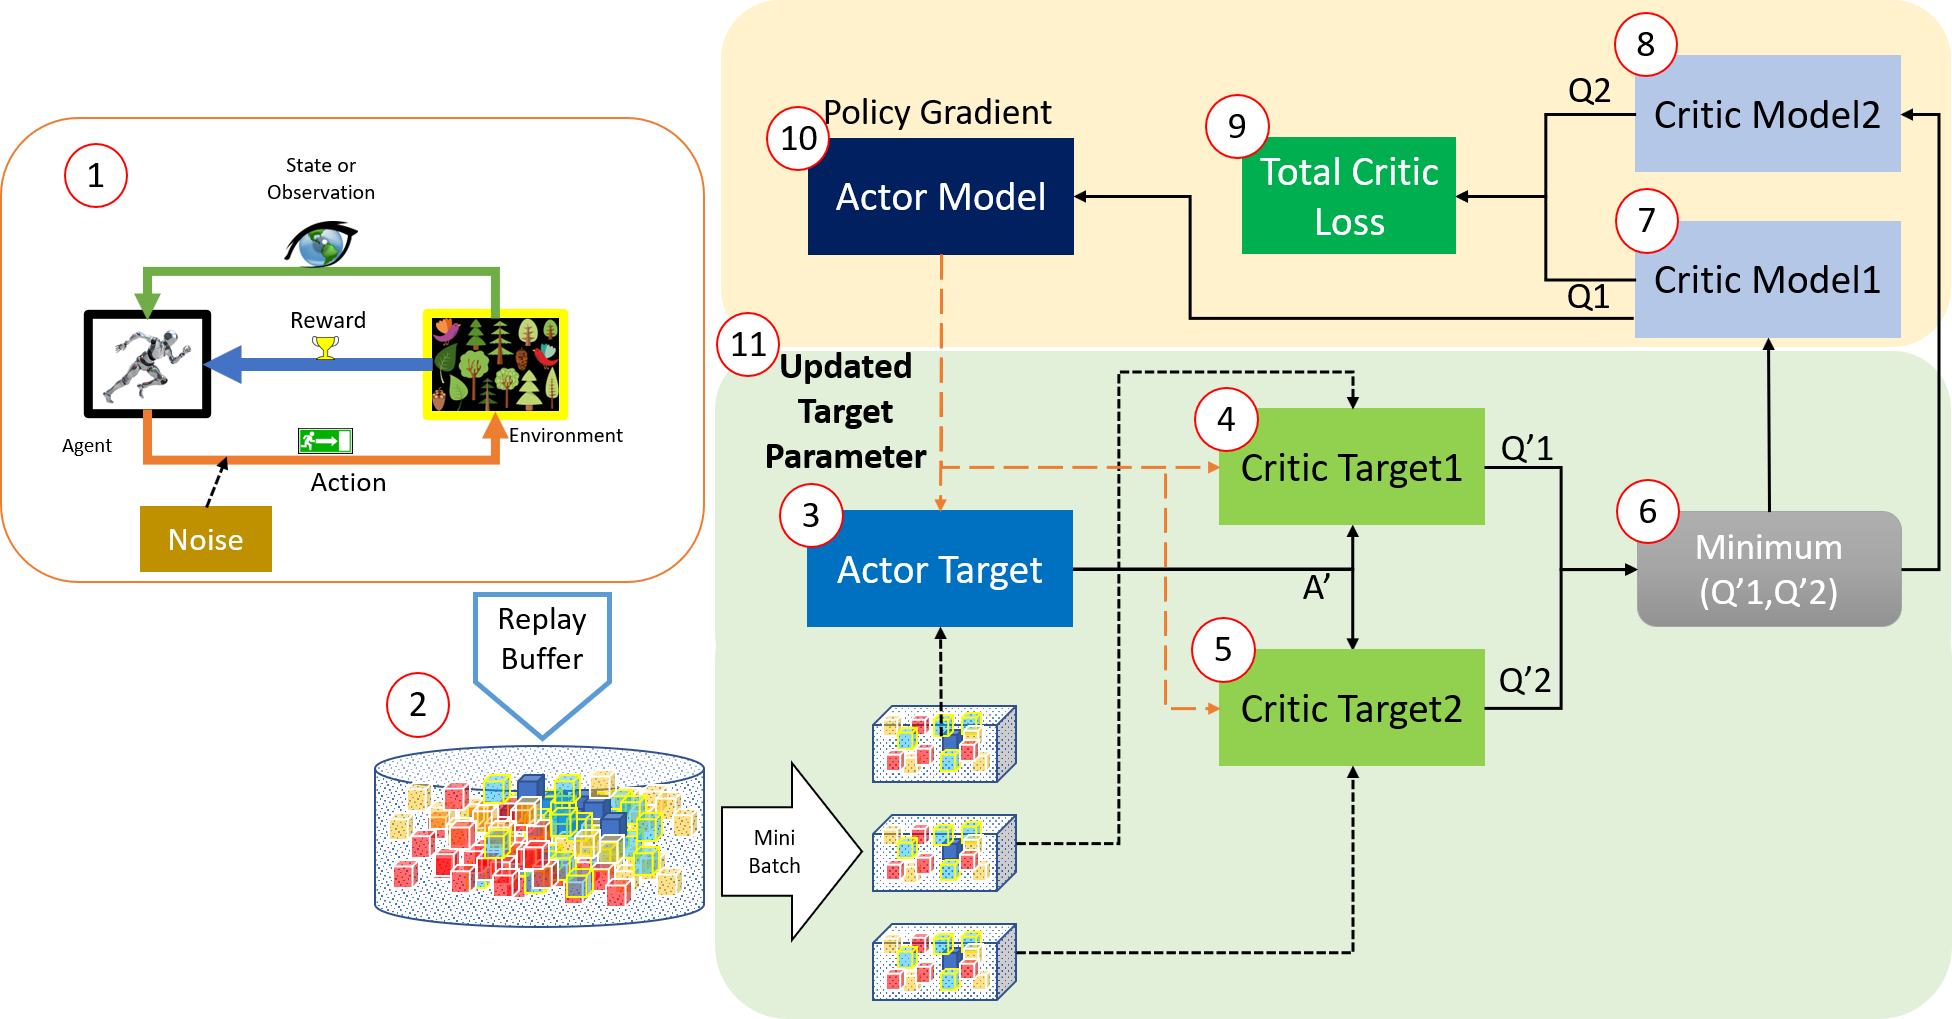 1
State or
Observation
Reward
Agent
Environment
Action
Noise
Replay
Buffer
2
Mini
Batch
Policy Gradient
10
Actor Model
9
Total Critic
Loss
8
Critic Model2
Q2
7
Critic Model1
Q1
11
Updated
Target
Parameter
3
Actor Target
A’
4
Critic Target1
Q’1
5
Critic Target2
Q’2
6
Minimum
(Q’1,Q’2)